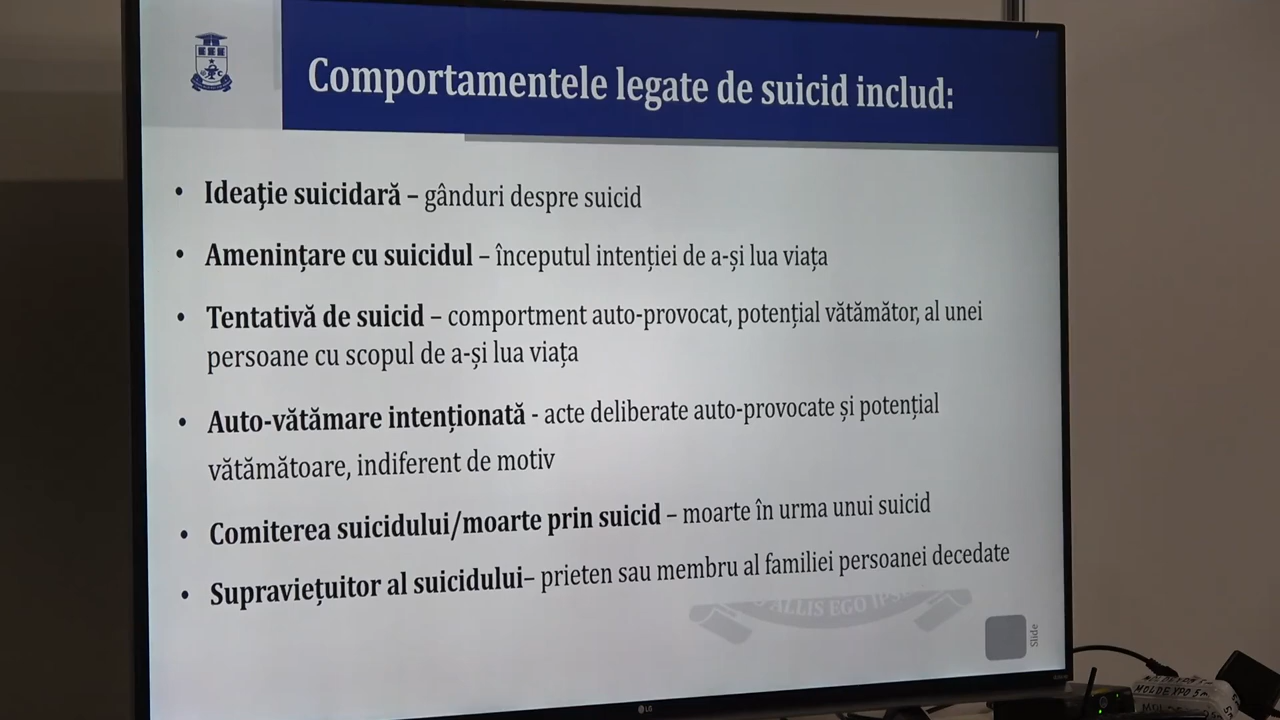 Comportamentele legate de suicid includ:
• Ideație suicidară – gânduri despre suicid
• Amenințare cu suicidul – începutul intenției de a-și lua viața
• Tentativă de suicid – comportment auto-provocat, potențial vătămător, al unei
persoane cu scopul de a-și lua viața
• Auto-vătămare intenționată - acte deliberate auto-provocate și potențial
vătămătoare, indiferent de motiv
• Comiterea suicidului/moarte prin suicid – moarte în urma unui suicid
• Supraviețuitor al suicidului– prieten sau membru al familiei persoanei decedate
ALLIS EGO
Slide
LG
MOLDEXPO